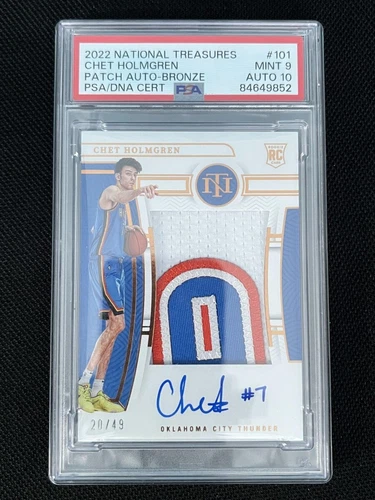 2022 NATIONAL TREASURES #101
CHET HOLMGREN MINT 9
PATCH AUTO-BRONZE AUTO 10
PSA/DNA CERT PSA 84649852
CHET HOLMGREN
RC
NT
Chet #7
20/49
OKLAHOMA CITY THUNDER